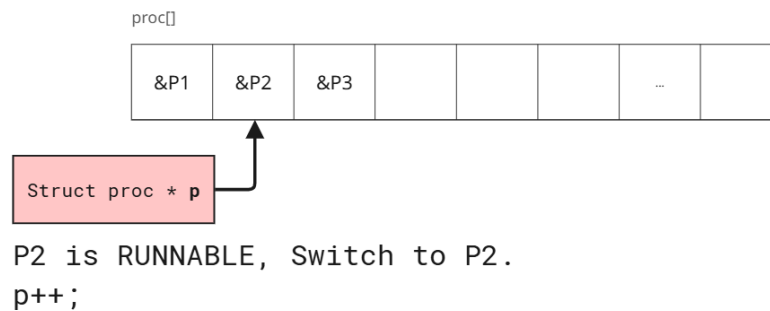 proc[]
&P1 &P2 &P3 ...
Struct proc * p
P2 is RUNNABLE, Switch to P2.
p++;